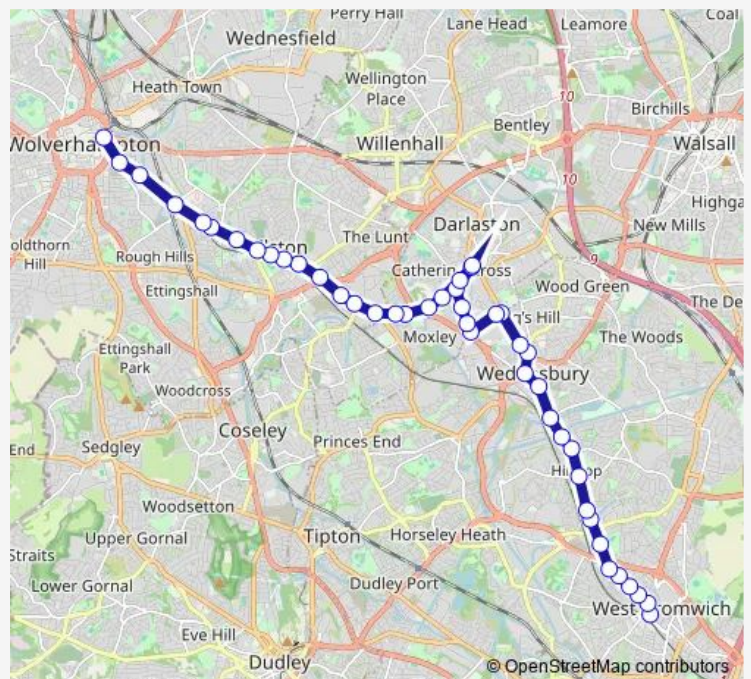 Perry Hall
Coal
Lane Head
Leamore
Wednesfield
Heath Town
Wellington
Place
10
Birchills
Bentley
Wolverhampton
Willenhall
Walsall
10
Highga
Darlaston
New Mills
oldthorn
Hill
The Lunt
Rough Hills
9
Catherine
Cross
Ettingshall
Wood Green
The De
Moxley
The Woods
Ettingshall
Park
Wednesbury
Woodcross
Coseley
Princes End
End
Sedgley
Woodsetton
Upper Gornal
Tipton
Horseley Heath
Straits
Dudley Port
Lower Gornal
West Bromwich
Eve Hill
Dudley
© OpenStreetMap contributors